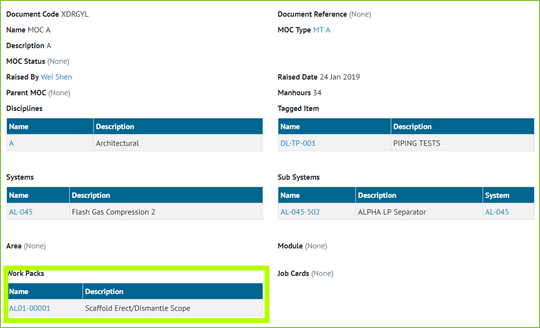 Document Code XDRGYL
Document Reference (None)
Name MOC A
MOC Type MT A
Description A
MOC Status (None)
Raised By Wei Shen
Raised Date 24 Jan 2019
Parent MOC (None)
Manhours 34
Disciplines
Name Description
A Architectural
Tagged Item
Name Description
DL-TP-001 PIPING TESTS
Systems
Name Description
AL-045 Flash Gas Compression 2
Sub Systems
Name Description System
AL-045-502 ALPHA LP Separator AL-045
Area (None)
Module (None)
Work Packs
Name Description
AL01-00001 Scaffold Erect/Dismantle Scope
Job Cards (None)